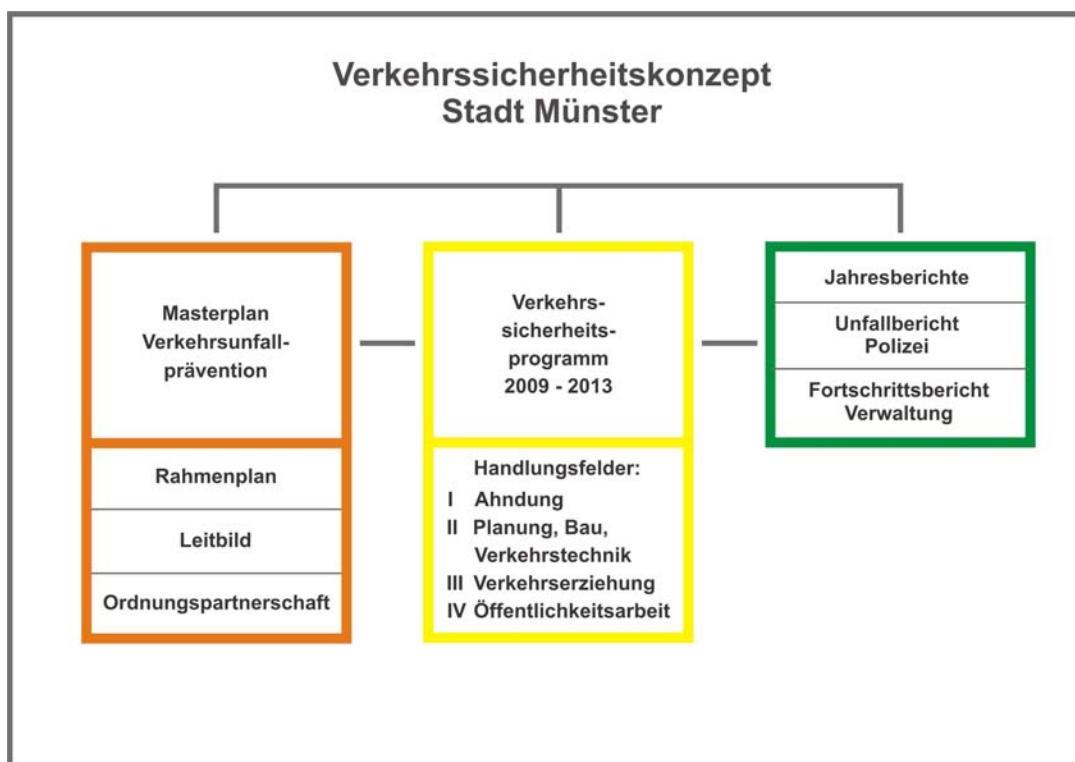 Verkehrssicherheitskonzept
Stadt Münster
Masterplan
Verkehrsunfall-
prävention
Rahmenplan
Leitbild
Ordnungspartnerschaft
Verkehrs-
sicherheits-
programm
2009 - 2013
Handlungsfelder:
I Ahndung
II Planung, Bau,
Verkehrstechnik
III Verkehrserziehung
IV Öffentlichkeitsarbeit
Jahresberichte
Unfallbericht
Polizei
Fortschrittsbericht
Verwaltung